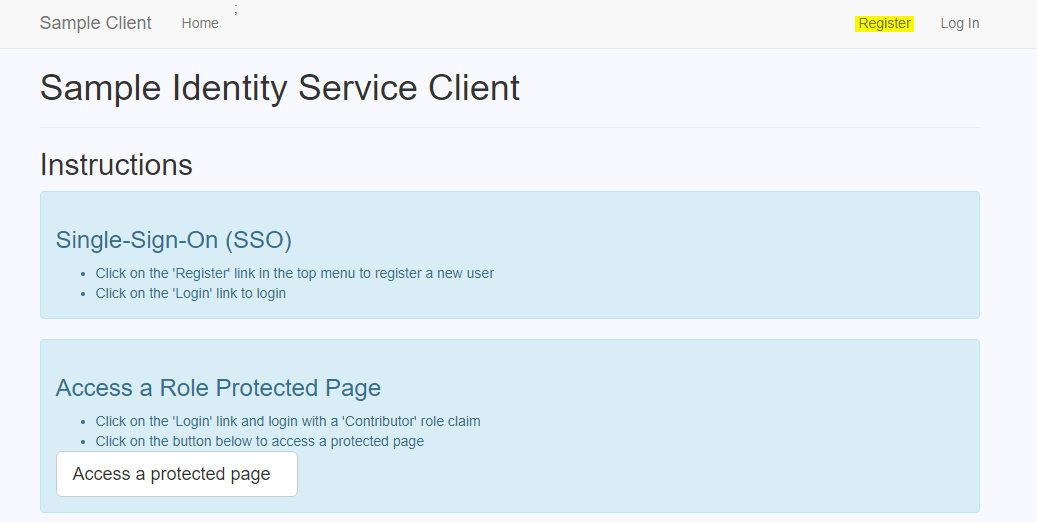 Sample Client Home ; Register Log In
Sample Identity Service Client
Instructions
Single-Sign-On (SSO)
• Click on the 'Register' link in the top menu to register a new user
• Click on the 'Login' link to login
Access a Role Protected Page
• Click on the 'Login' link and login with a 'Contributor' role claim
• Click on the button below to access a protected page
Access a protected page